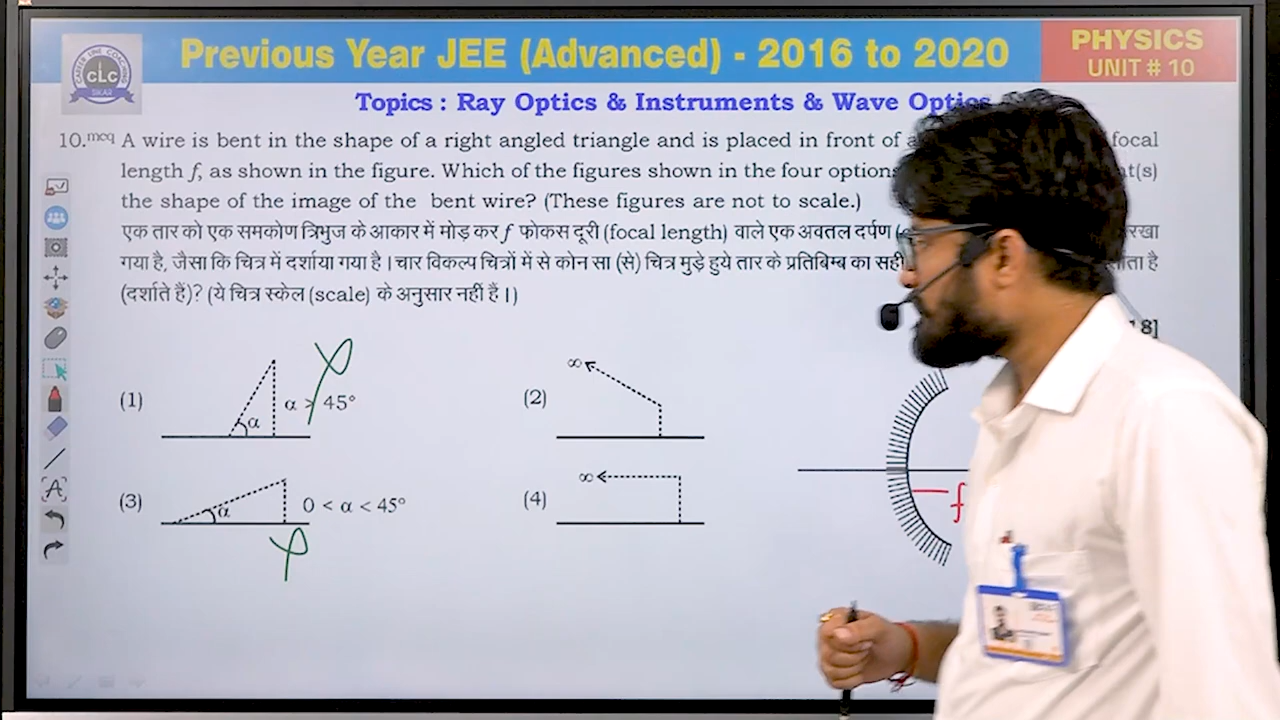 Previous Year JEE (Advanced) - 2016 to 2020
PHYSICS
UNIT # 10
CLC
SIKAR
Topics : Ray Optics & Instruments & Wave Optics
10.mcq A wire is bent in the shape of a right angled triangle and is placed in front of a focal
length f, as shown in the figure. Which of the figures shown in the four options
the shape of the image of the bent wire? (These figures are not to scale.)
एक तार को एक समकोण त्रिभुज के आकार में मोड़ कर f फोकस दूरी (focal length) वाले एक अवतल दर्पण
गया है, जैसा कि चित्र में दर्शाया गया है। चार विकल्प चित्रों में से कोन सा (से) चित्र मुड़े हुये तार के प्रतिबिम्ब का है
(दर्शाते हैं)? (ये चित्र स्केल (scale) के अनुसार नहीं हैं।)
18]
(1) α α > 45°
(2) ∞
(3) α 0 < α < 45°
(4) ∞
f